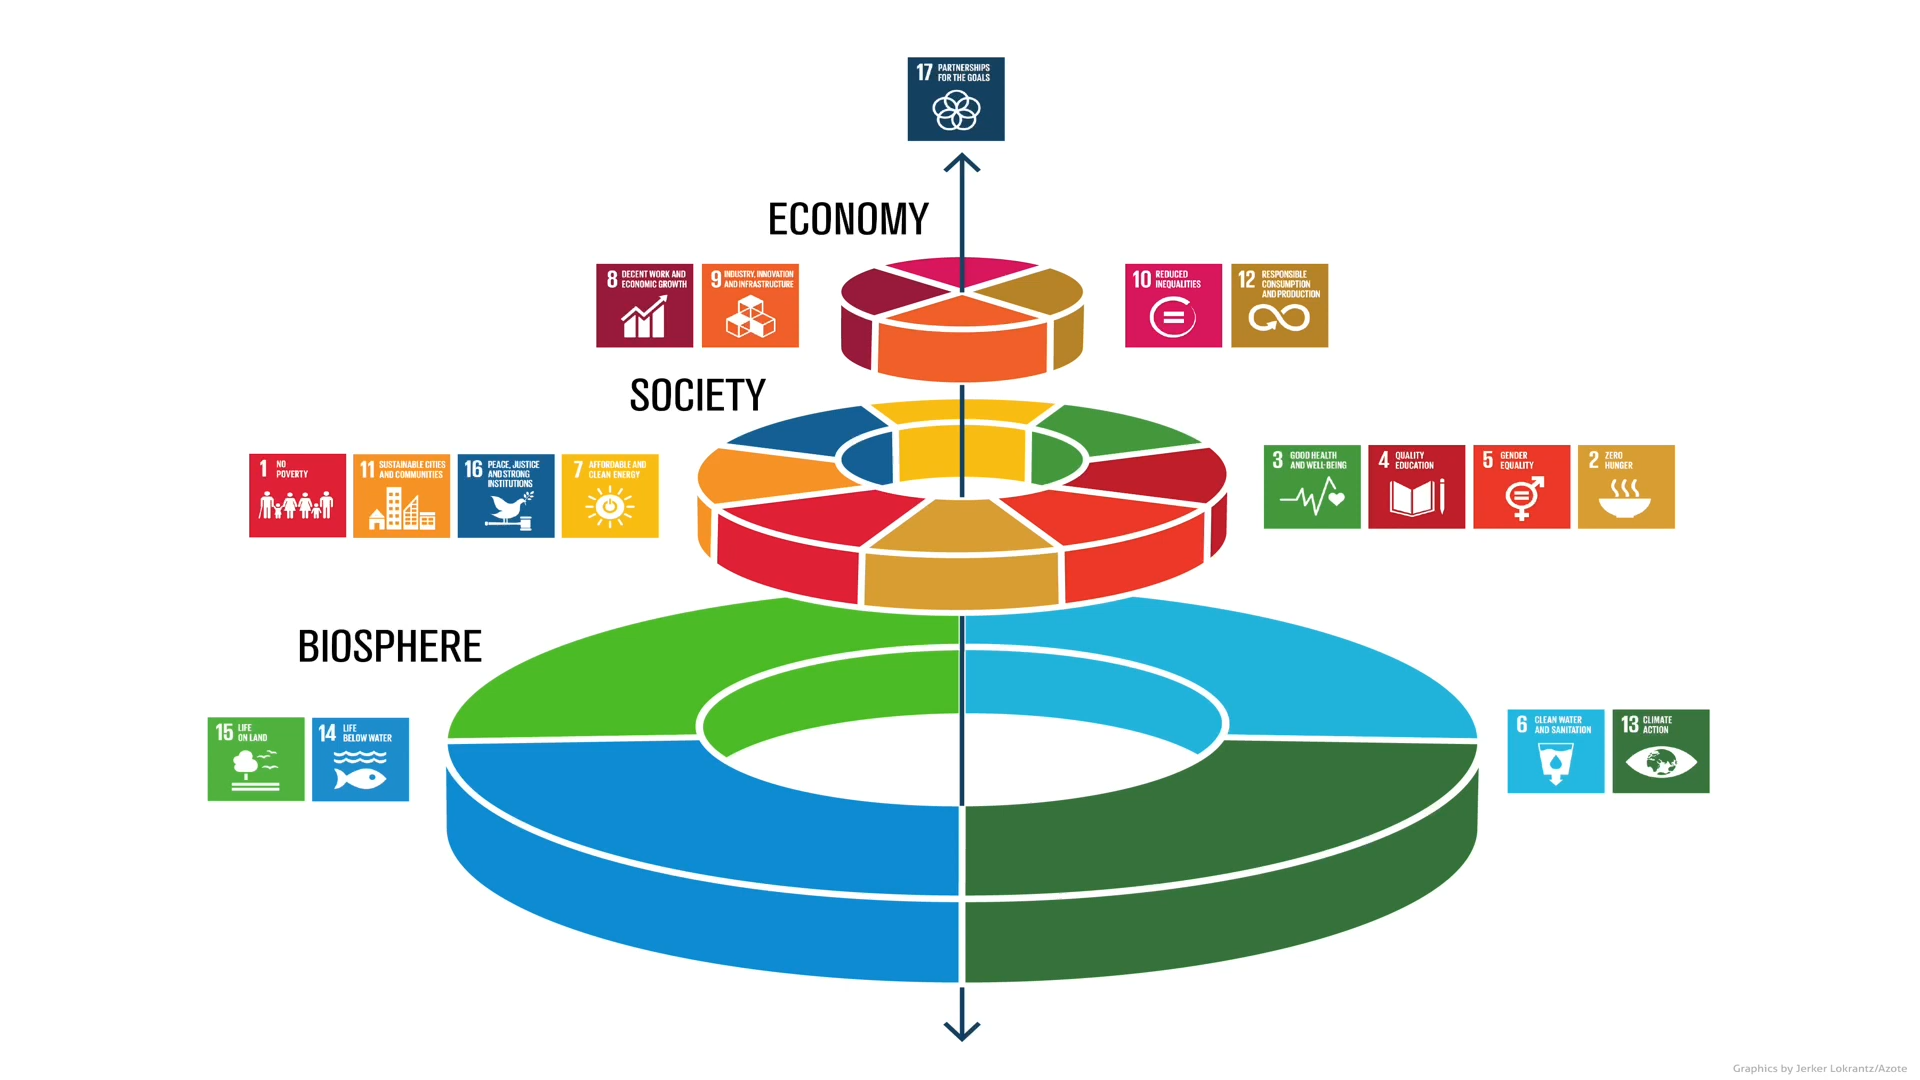 17 PARTNERSHIPS
FOR THE GOALS
ECONOMY
8 DECENT WORK AND
ECONOMIC GROWTH
9 INDUSTRY, INNOVATION
AND INFRASTRUCTURE
10 REDUCED
INEQUALITIES
12 RESPONSIBLE
CONSUMPTION
AND PRODUCTION
SOCIETY
1 NO
POVERTY
11 SUSTAINABLE CITIES
AND COMMUNITIES
16 PEACE, JUSTICE
AND STRONG
INSTITUTIONS
7 AFFORDABLE AND
CLEAN ENERGY
3 GOOD HEALTH
AND WELL-BEING
4 QUALITY
EDUCATION
5 GENDER
EQUALITY
2 ZERO
HUNGER
BIOSPHERE
15 LIFE
ON LAND
14 LIFE
BELOW WATER
6 CLEAN WATER
AND SANITATION
13 CLIMATE
ACTION
Graphics by Jerker Lokrantz/Azote